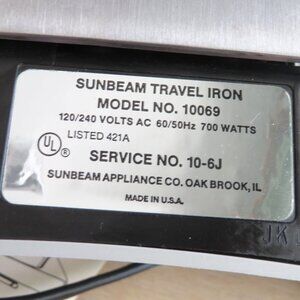 SUNBEAM TRAVEL IRON
MODEL NO. 10069
120/240 VOLTS AC 60/50Hz 700 WATTS
UL LISTED 421A
SERVICE NO. 10-6J
SUNBEAM APPLIANCE CO. OAK BROOK, IL
MADE IN U.S.A.
JK